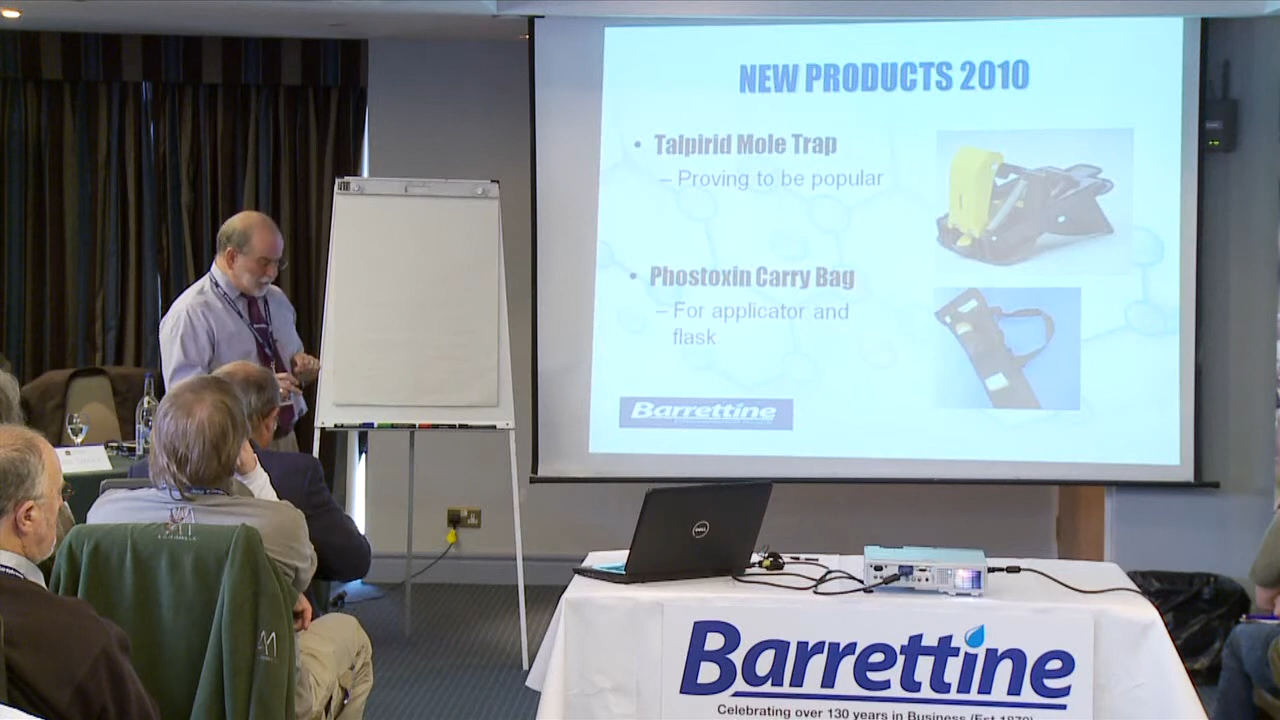 NEW PRODUCTS 2010
• Talpirid Mole Trap
– Proving to be popular
• Phostoxin Carry Bag
– For applicator and
flask
Barrettine
DELL
Barrettine
Celebrating over 130 years in Business (Est 1879)